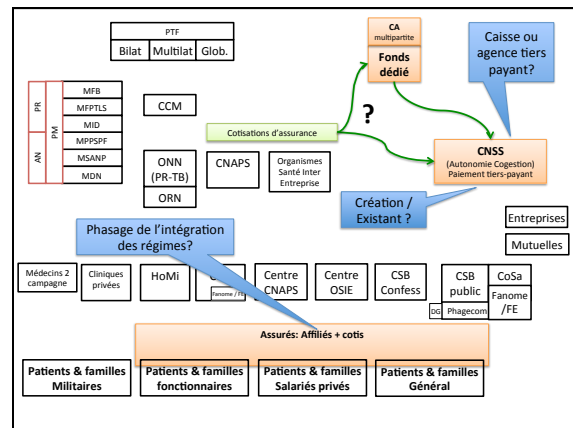 PTF
Bilat
Multilat
Glob.
CA
multipartite
Fonds
dédié
Caisse ou
agence tiers
payant?
PR
AN
PM
MFB
MFPTLS
MID
MPPSPF
MSANP
MDN
CCM
?
Cotisations d'assurance
ONN
(PR-TB)
ORN
CNAPS
Organismes
Santé Inter
Entreprise
CNSS
(Autonomie Cogestion)
Paiement tiers-payant
Création /
Existant ?
Entreprises
Mutuelles
Phasage de l'intégration
des régimes?
Médecins 2
campagne
Cliniques
privées
HoMi
Fanome / FE
Centre
CNAPS
Centre
OSIE
CSB
Confess
CSB
public
DG
Phagecom
CoSa
Fanome
/FE
Assurés: Affiliés + cotis
Patients & familles
Militaires
Patients & familles
fonctionnaires
Patients & familles
Salariés privés
Patients & familles
Général